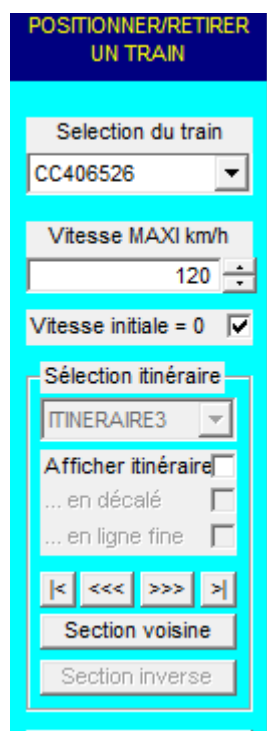 POSITIONNER/RETIRER
UN TRAIN
Selection du train
CC406526
Vitesse MAXI km/h
120
Vitesse initiale = 0
Sélection itinéraire
ITINERAIRE3
Afficher itinéraire
... en décalé
... en ligne fine
|< <<< >>> >|
Section voisine
Section inverse